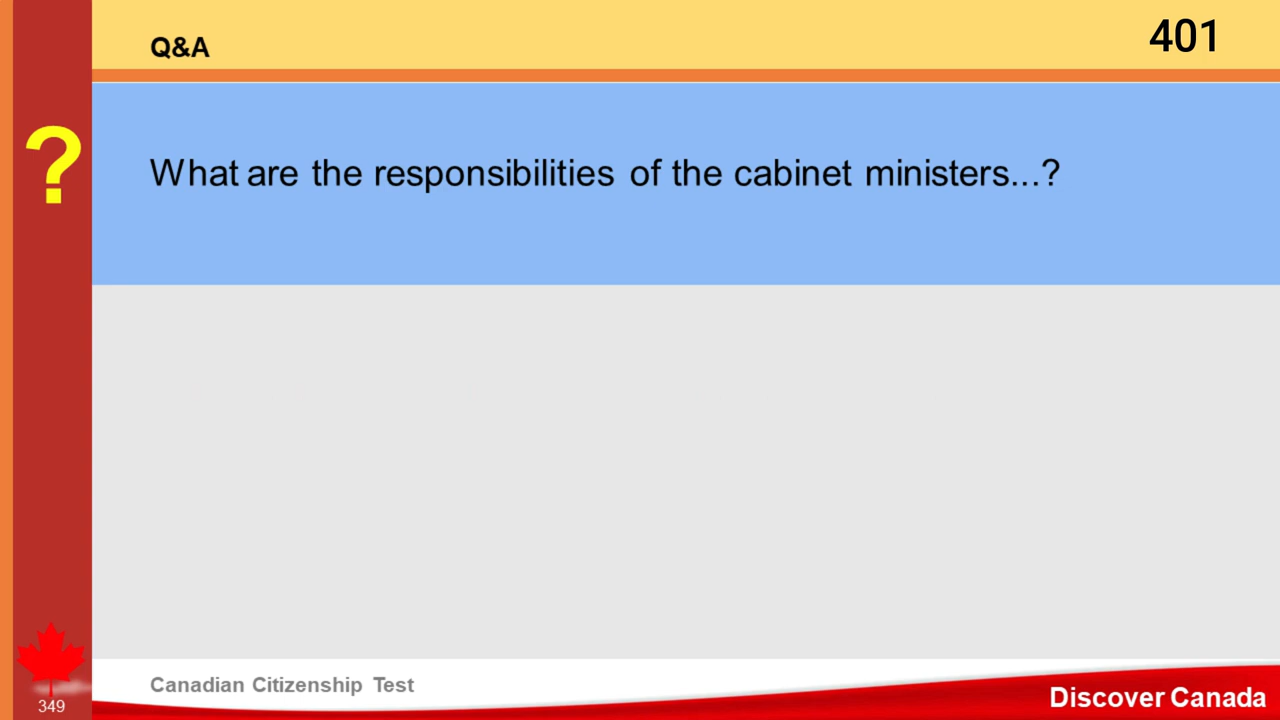 Q&A
401
?
What are the responsibilities of the cabinet ministers...?
Canadian Citizenship Test
349
Discover Canada